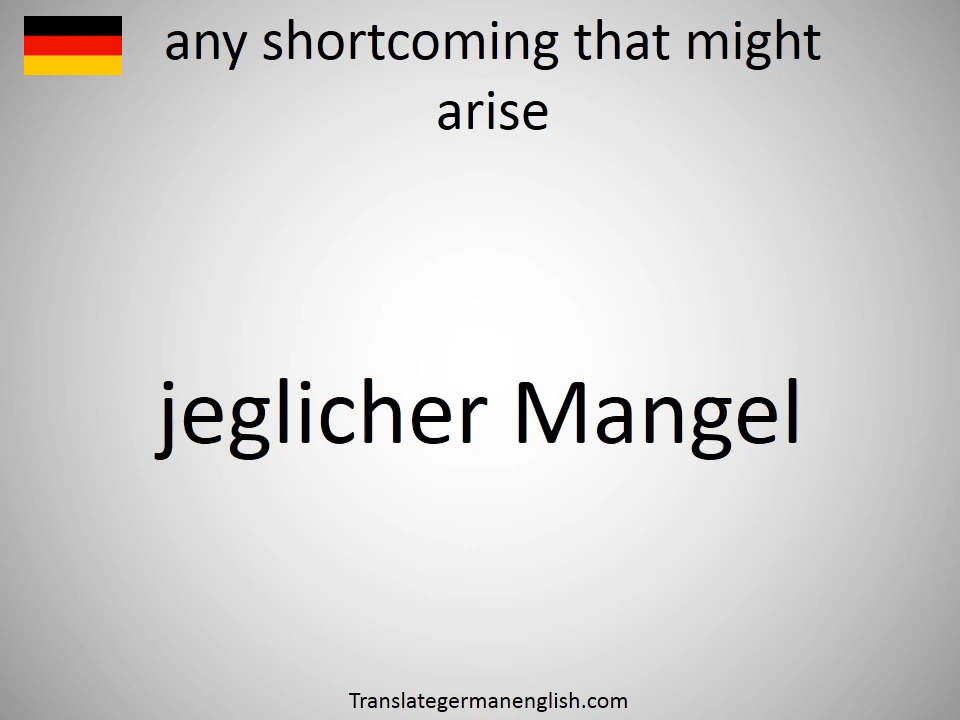 any shortcoming that might
arise
jeglicher Mangel
Translategermanenglish.com